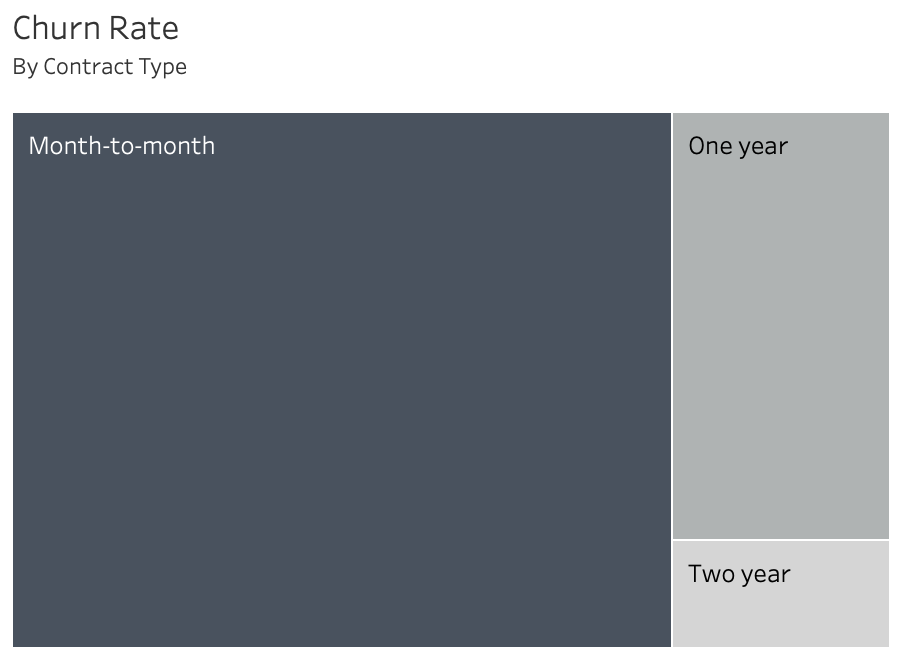 Churn Rate
By Contract Type
Month-to-month
One year
Two year